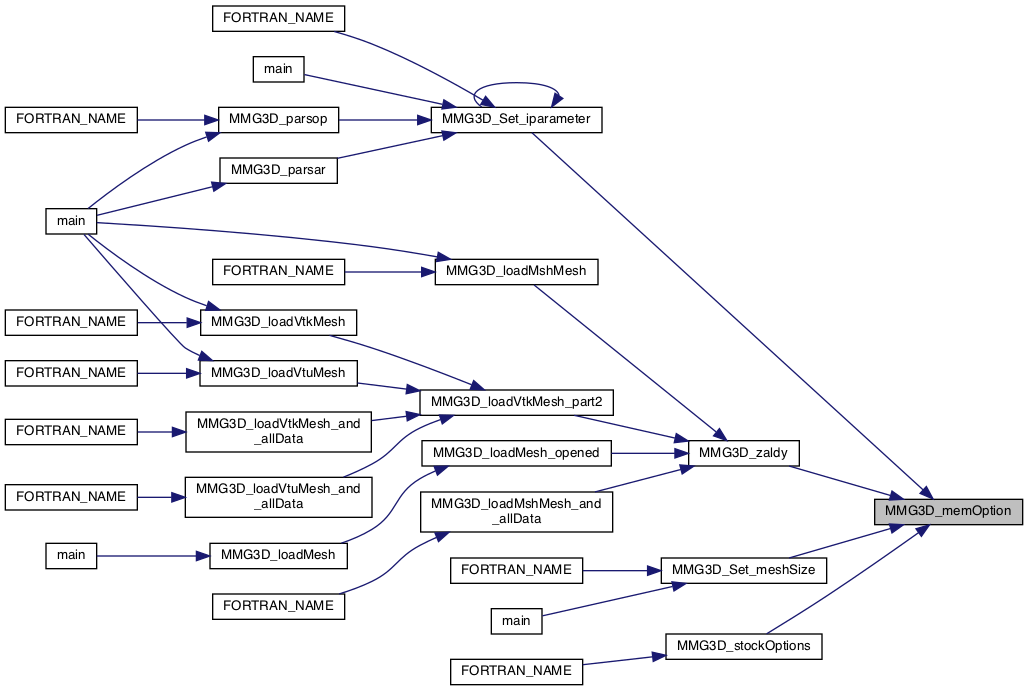 FORTRAN_NAME
main
FORTRAN_NAME
MMG3D_parsop
MMG3D_Set_iparameter
MMG3D_parsar
main
FORTRAN_NAME
MMG3D_loadMshMesh
FORTRAN_NAME
MMG3D_loadVtkMesh
FORTRAN_NAME
MMG3D_loadVtuMesh
MMG3D_loadVtkMesh_part2
FORTRAN_NAME
MMG3D_loadVtkMesh_and
_allData
MMG3D_loadMesh_opened
MMG3D_zaldy
FORTRAN_NAME
MMG3D_loadVtuMesh_and
_allData
MMG3D_loadMshMesh_and
_allData
MMG3D_memOption
main
MMG3D_loadMesh
FORTRAN_NAME
MMG3D_Set_meshSize
FORTRAN_NAME
main
MMG3D_stockOptions
FORTRAN_NAME